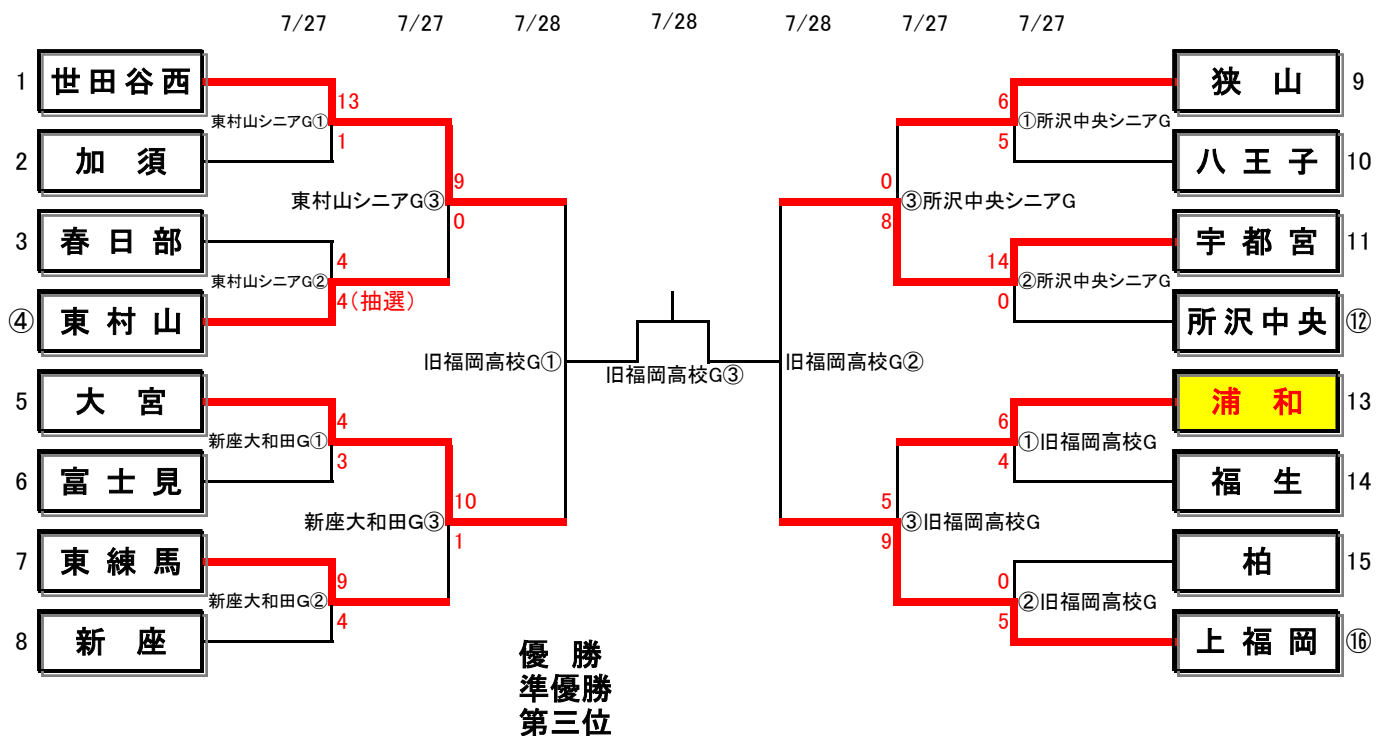 7/27 7/27 7/28 7/28 7/28 7/27 7/27
1 世田谷西
13
東村山シニアG①
1
2 加須
9
東村山シニアG③
0
3 春日部
4
東村山シニアG②
4(抽選)
④ 東村山
旧福岡高校G①
5 大宮
4
新座大和田G①
3
6 富士見
10
新座大和田G③
1
7 東練馬
9
新座大和田G②
4
8 新座
旧福岡高校G③
狭山 9
6
①所沢中央シニアG
5
八王子 10
0
③所沢中央シニアG
8
宇都宮 11
14
②所沢中央シニアG
0
所沢中央 ⑫
旧福岡高校G②
浦和 13
6
①旧福岡高校G
4
福生 14
5
③旧福岡高校G
9
柏 15
0
②旧福岡高校G
5
上福岡 ⑯
優勝
準優勝
第三位